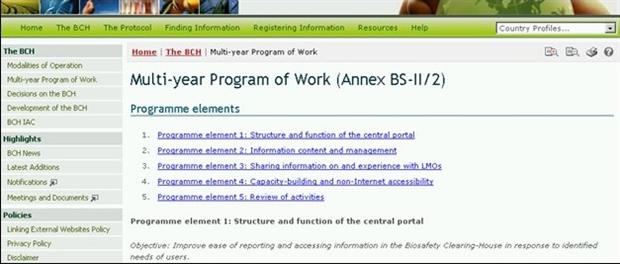 Home The BCH The Protocol Finding Information Registering Information Resources Help Country Profiles...
The BCH
Modalities of Operation
Multi-year Program of Work
Decisions on the BCH
Development of the BCH
BCH IAC
Highlights
BCH News
Latest Additions
Notifications
Meetings and Documents
Policies
Linking External Websites Policy
Privacy Policy
Disclaimer
Home | The BCH | Multi-year Program of Work
Multi-year Program of Work (Annex BS-II/2)
Programme elements
1. Programme element 1: Structure and function of the central portal
2. Programme element 2: Information content and management
3. Programme element 3: Sharing information on and experience with LMOs
4. Programme element 4: Capacity-building and non-Internet accessibility
5. Programme element 5: Review of activities
Programme element 1: Structure and function of the central portal
Objective: Improve ease of reporting and accessing information in the Biosafety Clearing-House in response to identified
needs of users.